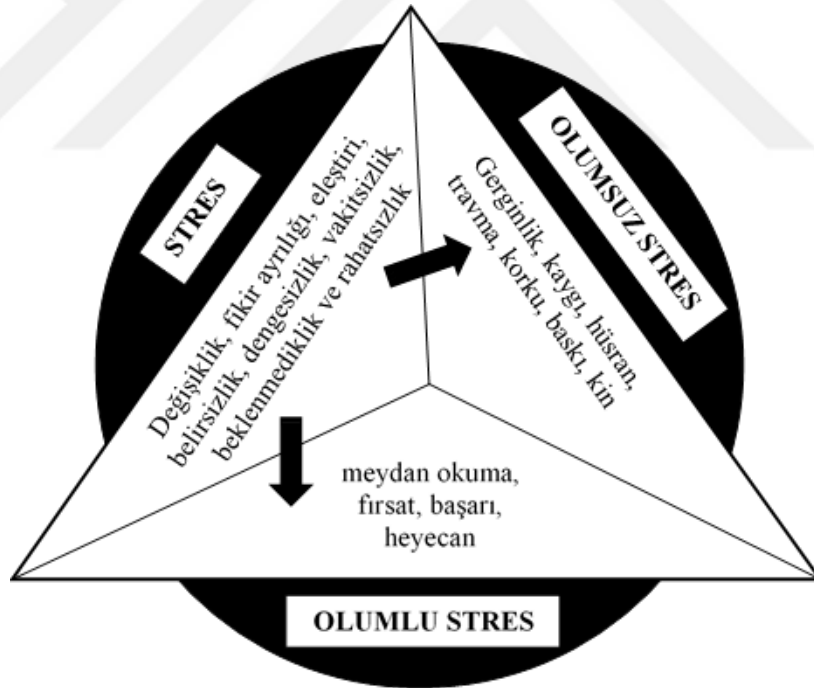 STRES
Değişiklik, fikir ayrılığı, eleştiri,
belirsizlik, dengesizlik, vakitsizlik,
beklenmediklik ve rahatsızlık
OLUMSUZ STRES
Gerginlik, kaygı, hüsran,
travma, korku, baskı, kin
meydan okuma,
fırsat, başarı,
heyecan
OLUMLU STRES